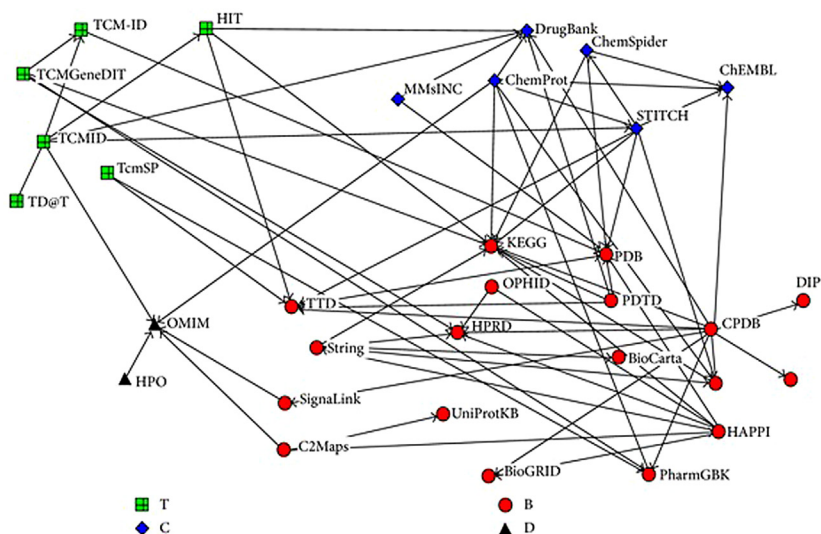 TCM-ID
HIT
DrugBank
ChemSpider
TCMGeneDIT
ChemProt
ChEMBL
MMsINC
STITCH
TCMID
TcmSP
TD@T
KEGG
PDB
OPHID
DIP
TTD
PDTD
OMIM
HPRD
CPDB
String
BioCarta
HPO
SignaLink
UniProtKB
HAPPI
C2Maps
BioGRID
PharmGBK
T
B
C
D